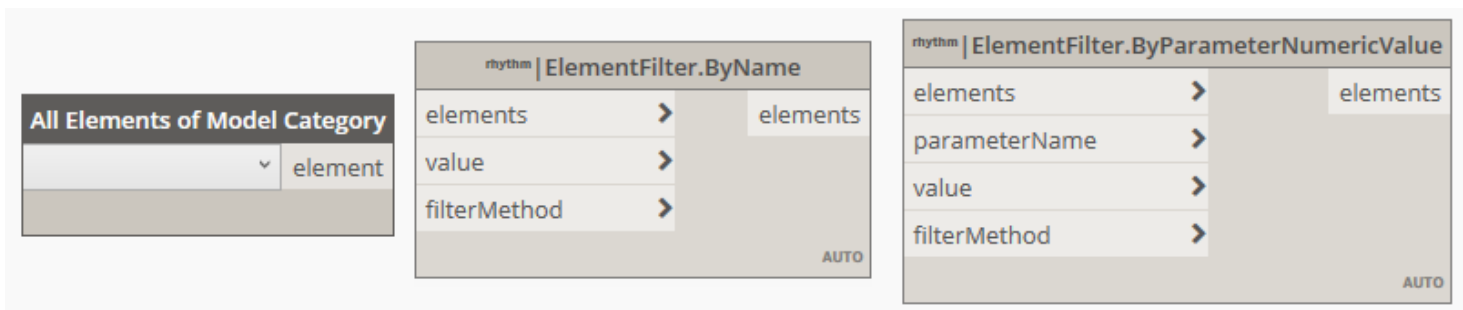 All Elements of Model Category
element
rhythm|ElementFilter.ByName
elements elements
value
filterMethod
AUTO
rhythm|ElementFilter.ByParameterNumericValue
elements elements
parameterName
value
filterMethod
AUTO